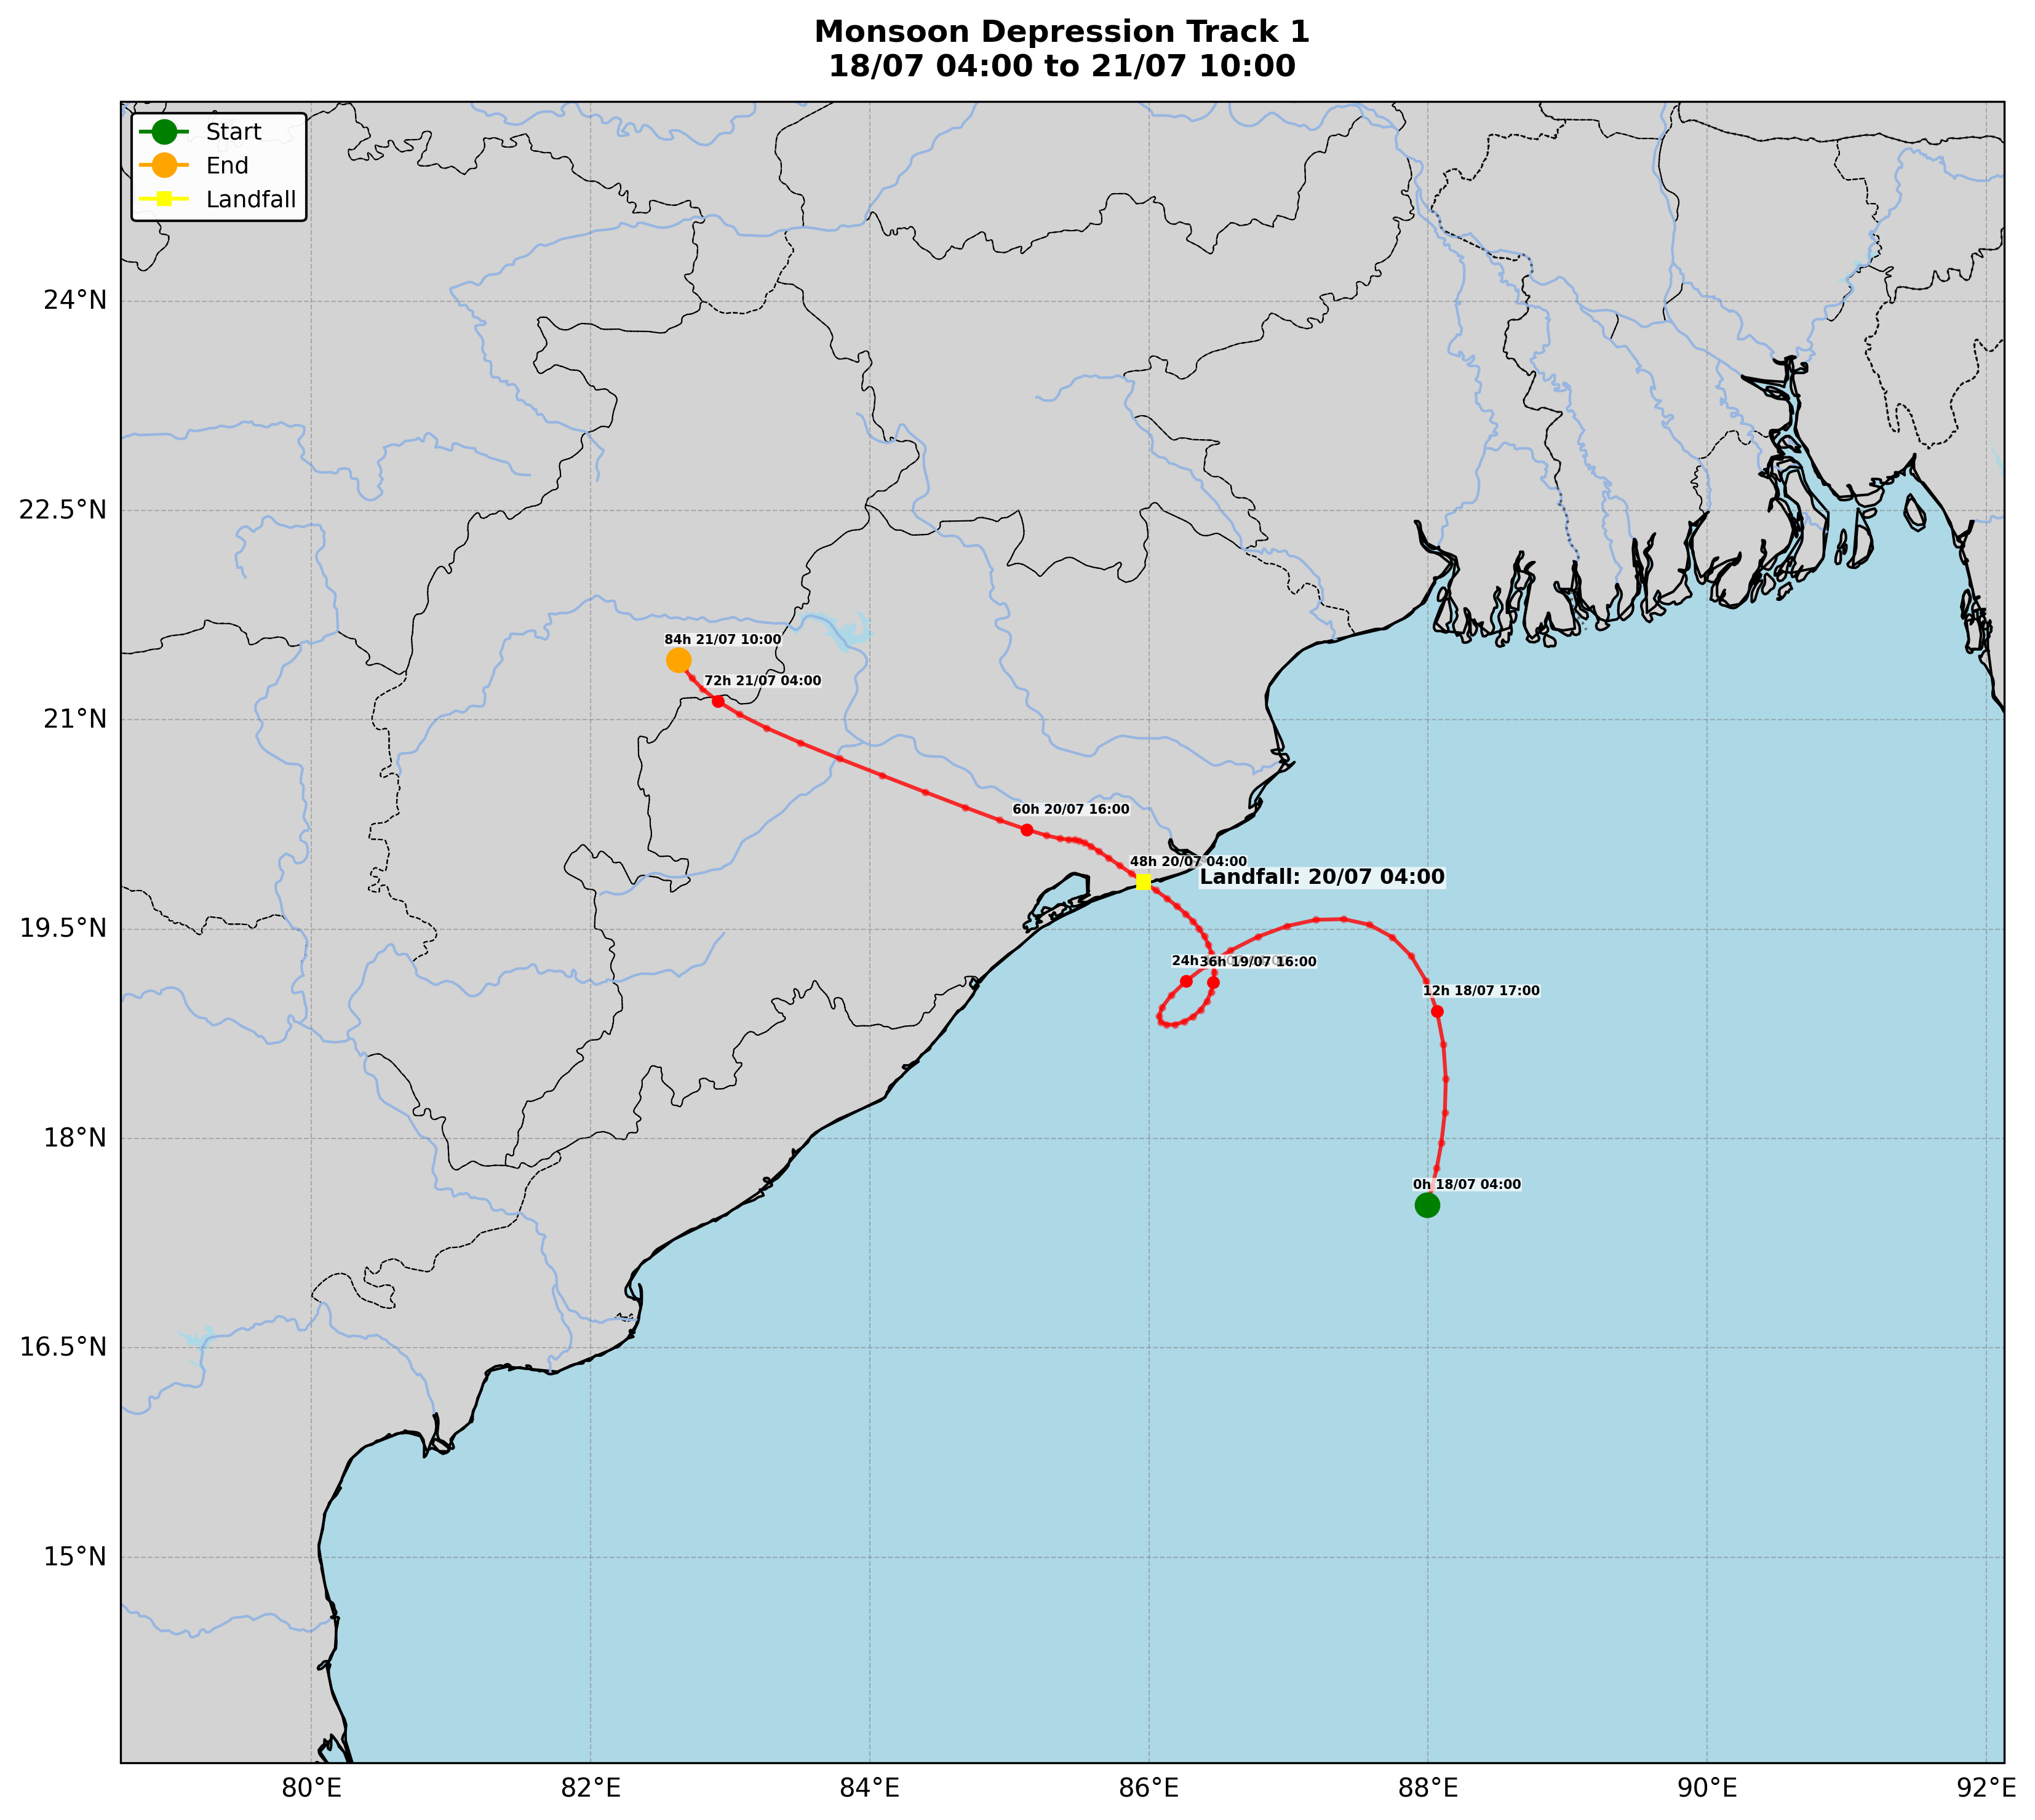 Monsoon Depression Track 1
18/07 04:00 to 21/07 10:00
Start
End
Landfall
24°N
22.5°N
21°N
19.5°N
18°N
16.5°N
15°N
84h 21/07 10:00
72h 21/07 04:00
60h 20/07 16:00
48h 20/07 04:00
Landfall: 20/07 04:00
24h
36h 19/07 16:00
12h 18/07 17:00
0h 18/07 04:00
80°E
82°E
84°E
86°E
88°E
90°E
92°E